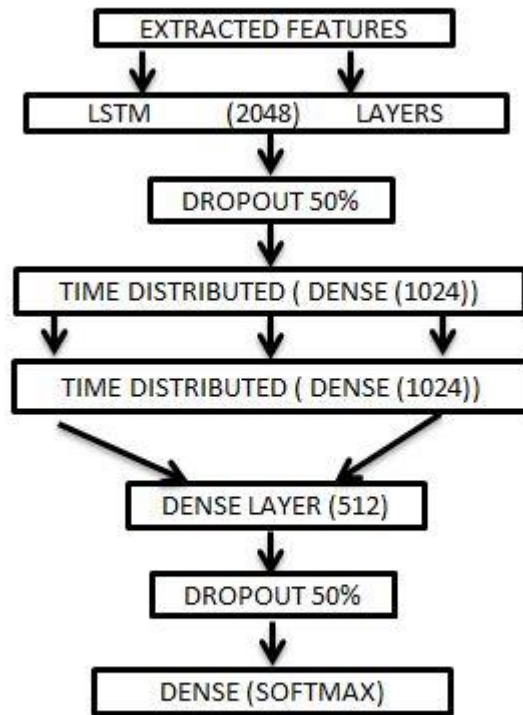 EXTRACTED FEATURES
LSTM (2048) LAYERS
DROPOUT 50%
TIME DISTRIBUTED ( DENSE (1024))
TIME DISTRIBUTED ( DENSE (1024))
DENSE LAYER (512)
DROPOUT 50%
DENSE (SOFTMAX)